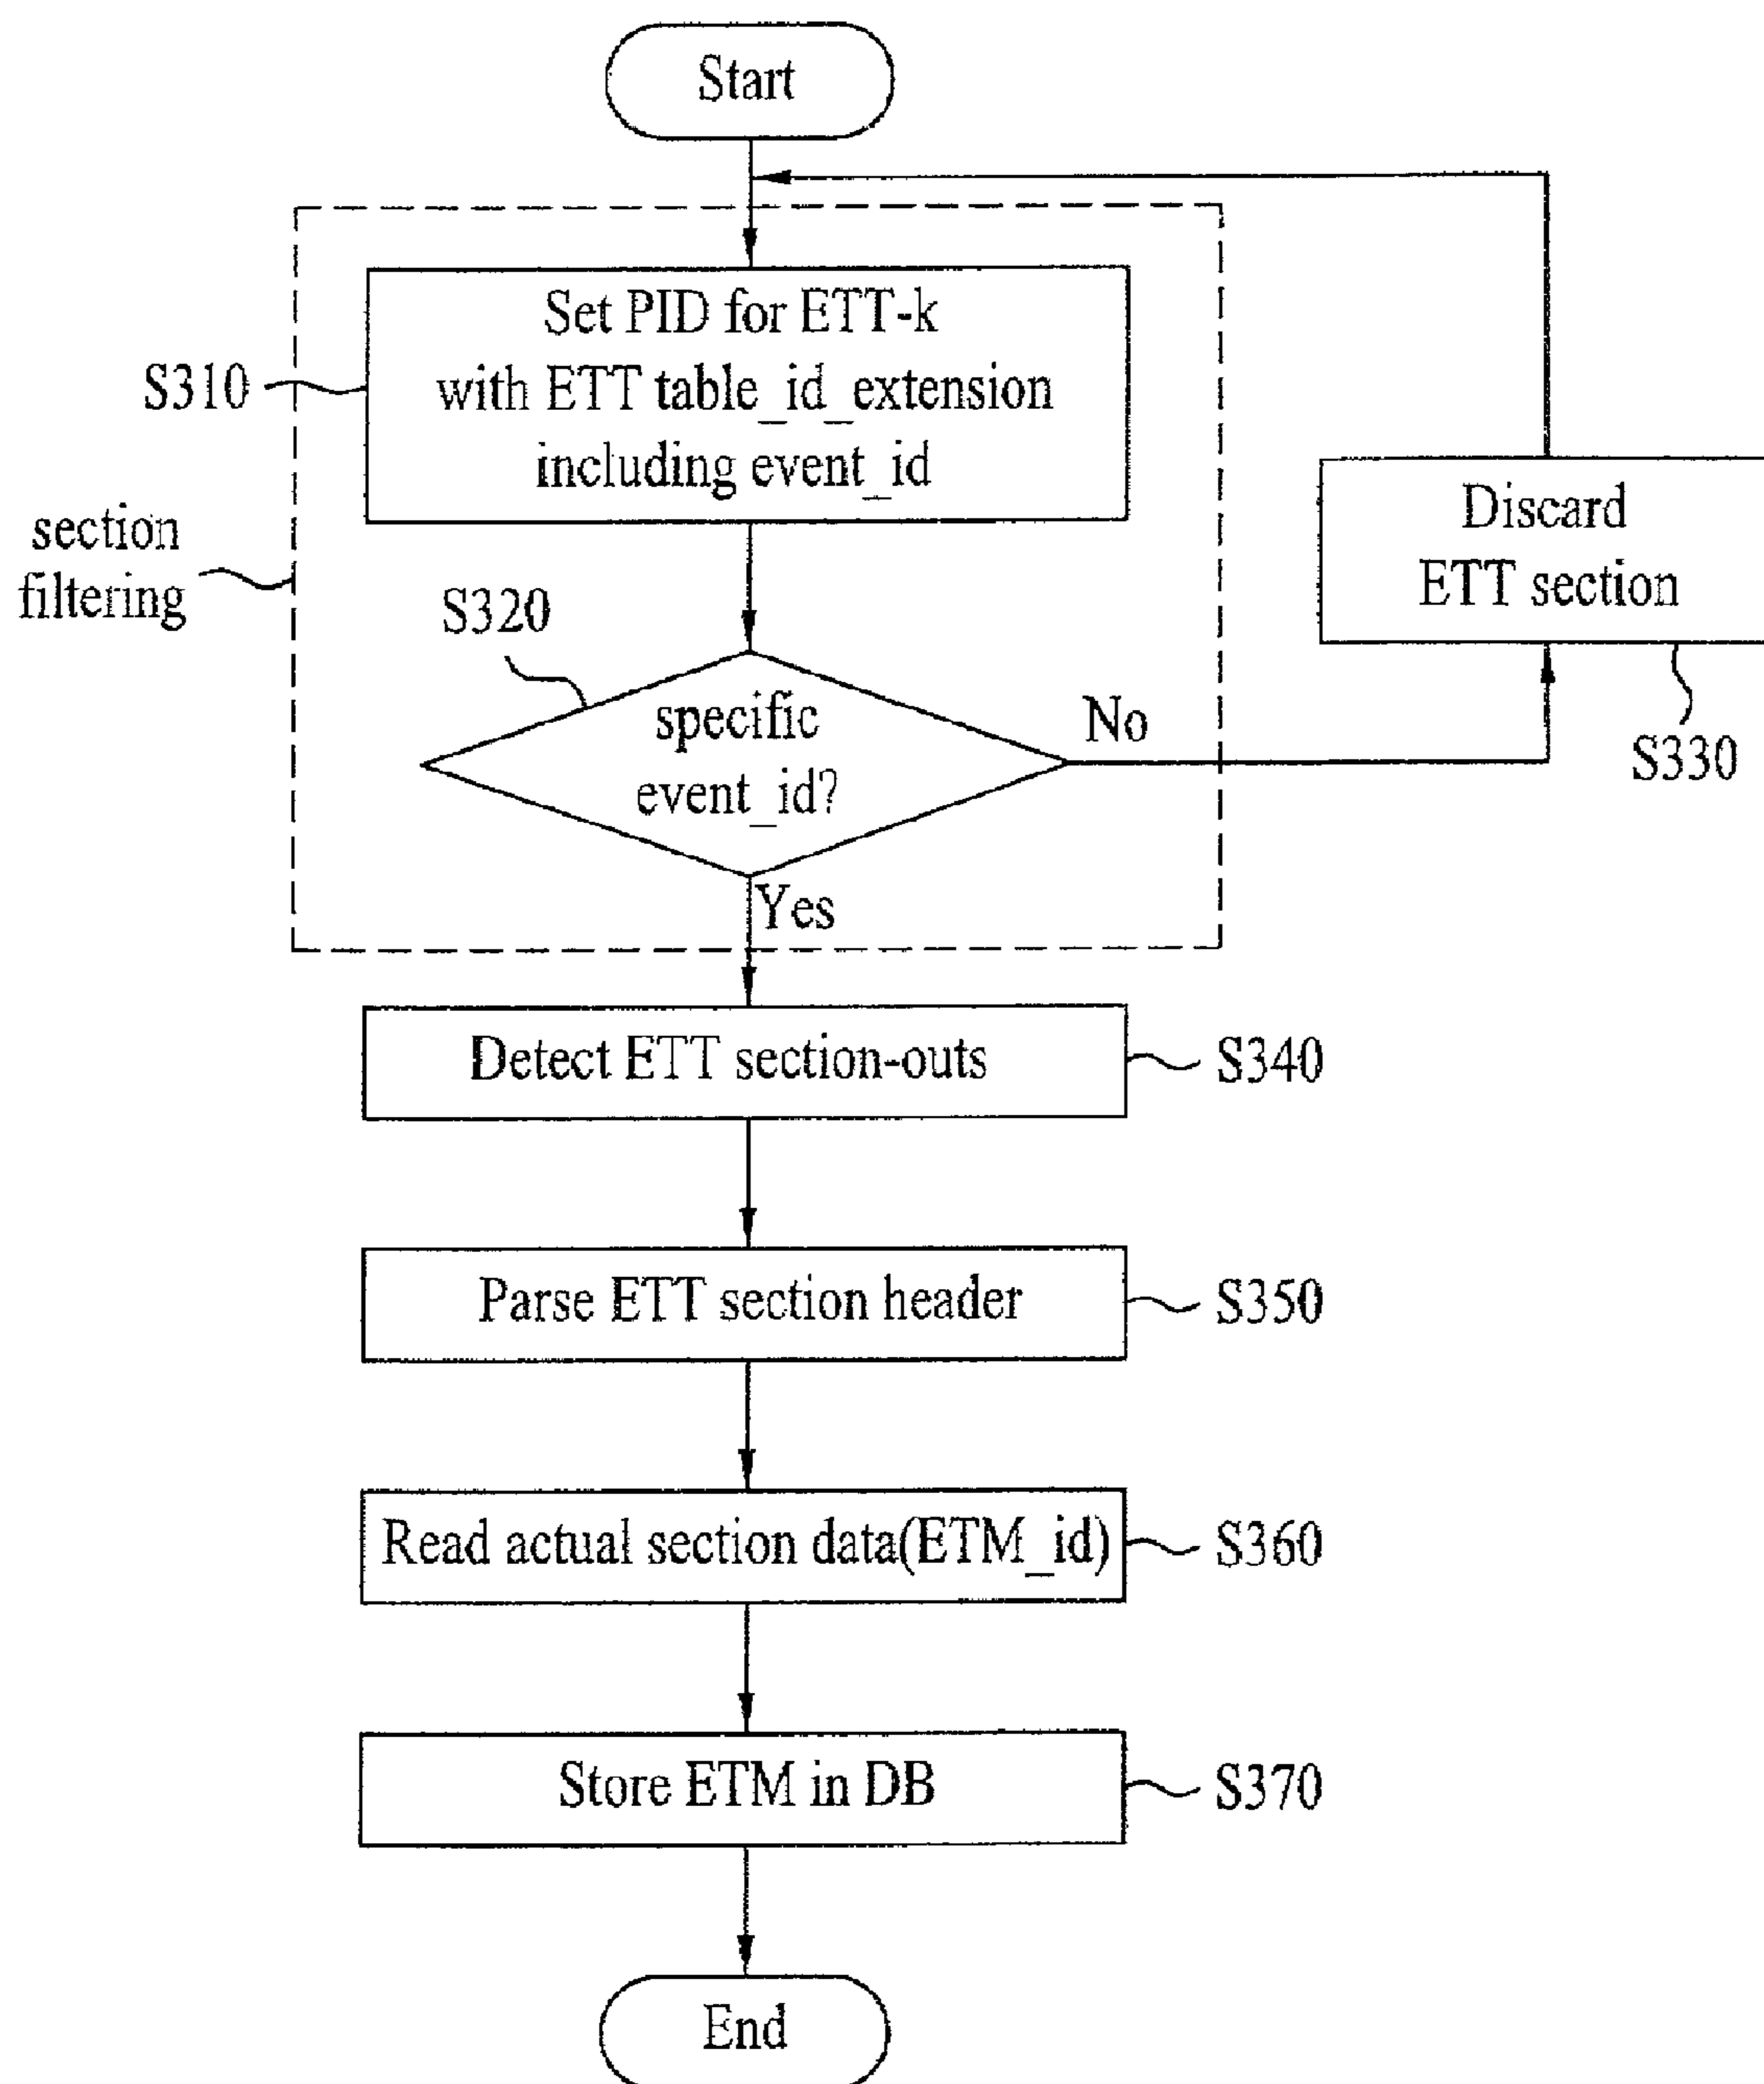 Start
Set PID for ETT-k
with ETT table_id_extension
including event_id
S310
section
filtering
Discard
ETT section
S330
S320
specific
event_id?
No
Yes
Detect ETT section-outs
S340
Parse ETT section header
S350
Read actual section data(ETM_id)
S360
Store ETM in DB
S370
End